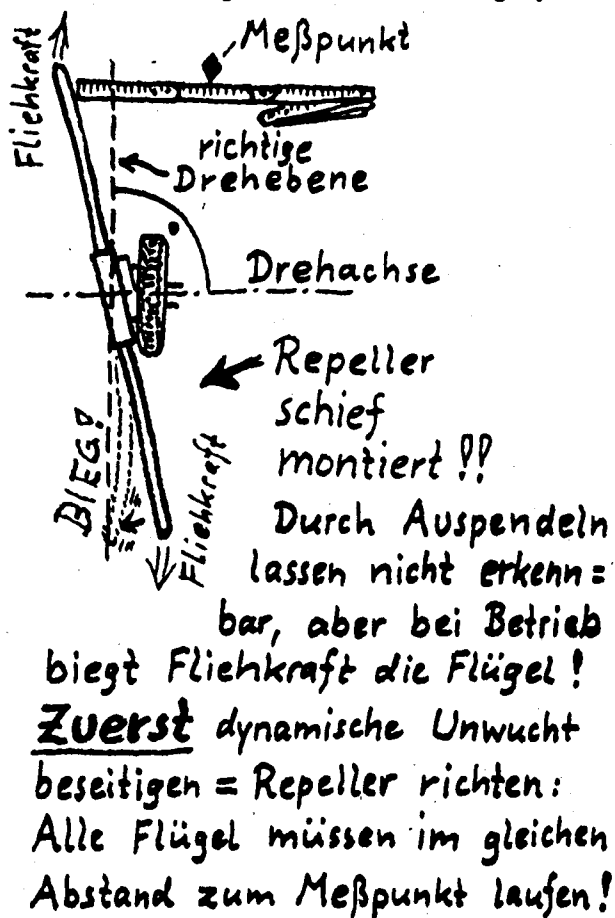 Meßpunkt
Fliehkraft
richtige
Drehebene
Drehachse
Repeller
schief
montiert !!
BIEG!
Fliehkraft
Durch Auspendeln
lassen nicht erkenn=
bar, aber bei Betrieb
biegt Fliehkraft die Flügel !
Zuerst dynamische Unwucht
beseitigen = Repeller richten:
Alle Flügel müssen im gleichen
Abstand zum Meßpunkt laufen !